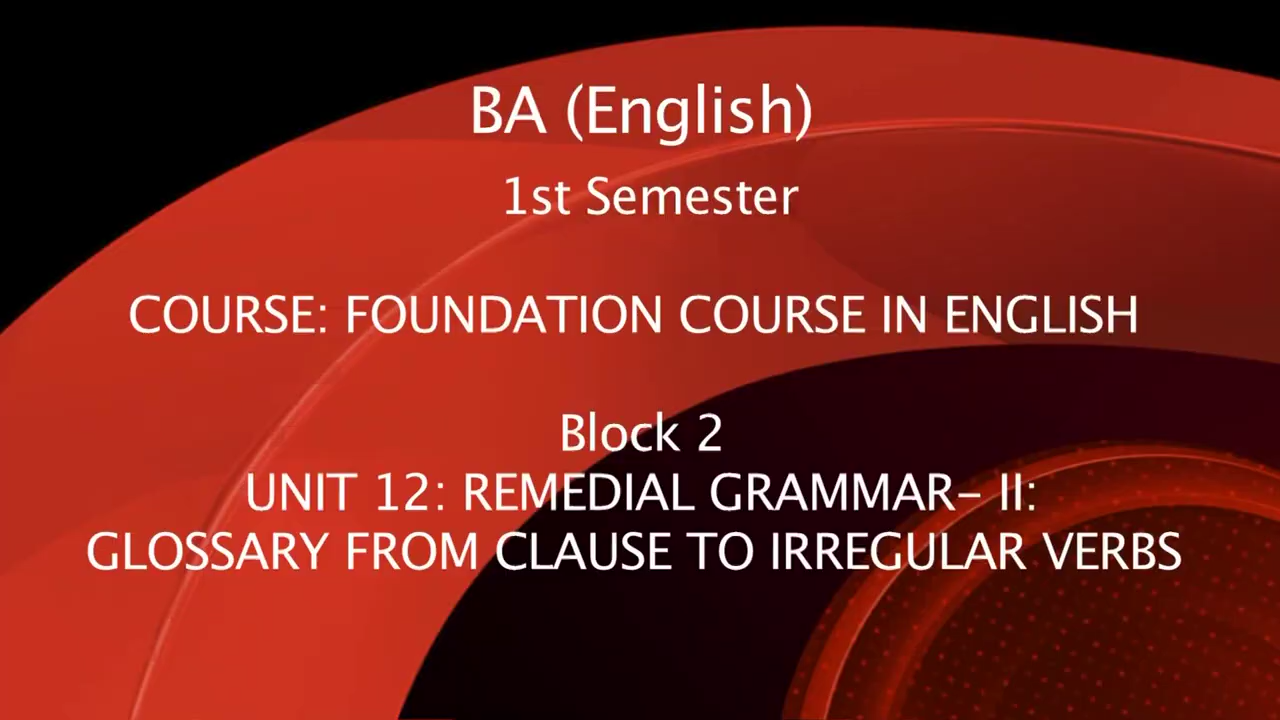 BA (English)
1st Semester
COURSE: FOUNDATION COURSE IN ENGLISH
Block 2
UNIT 12: REMEDIAL GRAMMAR– II:
GLOSSARY FROM CLAUSE TO IRREGULAR VERBS